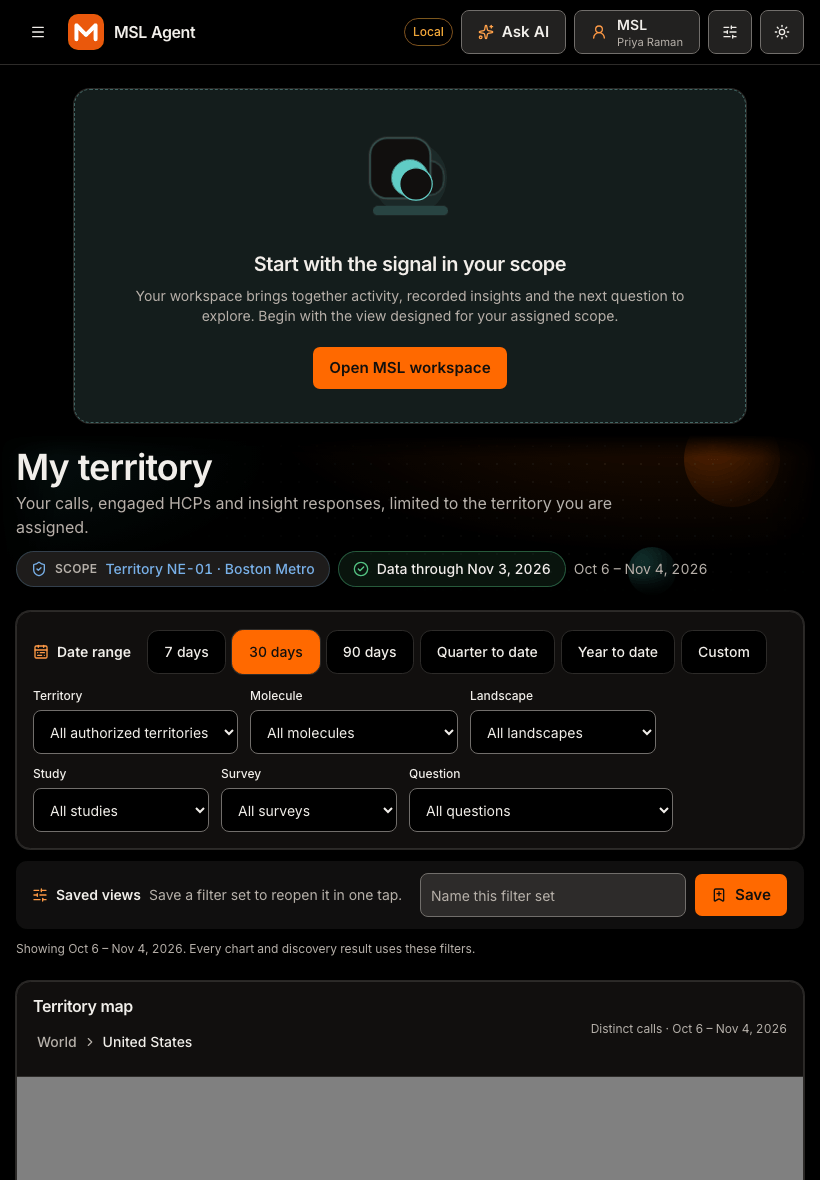 MSL Agent
Local
Ask AI
MSL
Priya Raman
Start with the signal in your scope
Your workspace brings together activity, recorded insights and the next question to
explore. Begin with the view designed for your assigned scope.
Open MSL workspace
My territory
Your calls, engaged HCPs and insight responses, limited to the territory you are
assigned.
SCOPE Territory NE-01 · Boston Metro
Data through Nov 3, 2026
Oct 6 – Nov 4, 2026
Date range
7 days
30 days
90 days
Quarter to date
Year to date
Custom
Territory
Molecule
Landscape
All authorized territories
All molecules
All landscapes
Study
Survey
Question
All studies
All surveys
All questions
Saved views
Save a filter set to reopen it in one tap.
Name this filter set
Save
Showing Oct 6 – Nov 4, 2026. Every chart and discovery result uses these filters.
Territory map
Distinct calls · Oct 6 – Nov 4, 2026
World > United States